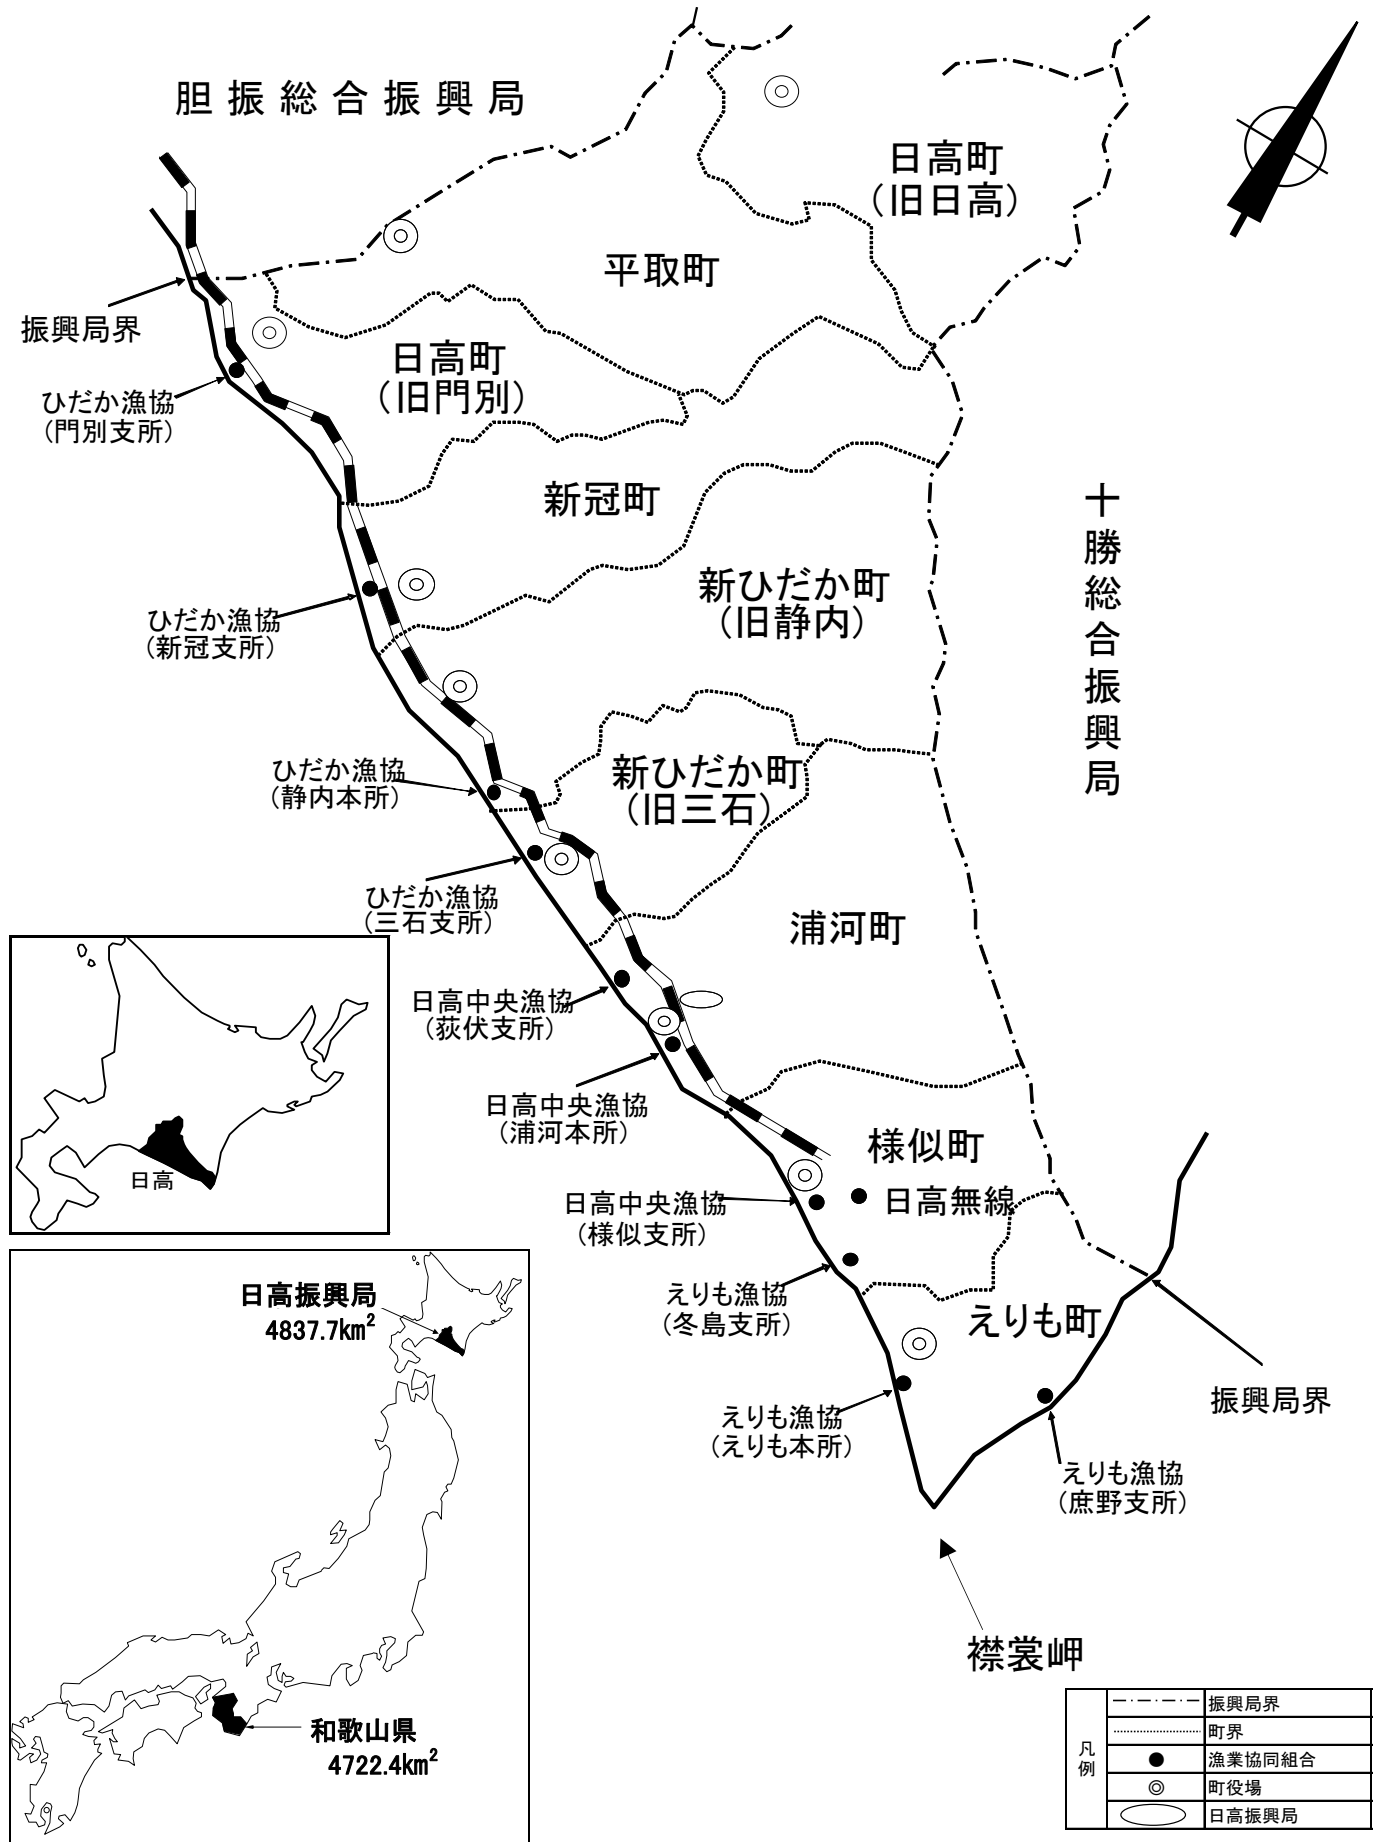 胆振総合振興局
日高町
（旧日高）
平取町
振興局界
日高町
（旧門別）
ひだか漁協
（門別支所）
新冠町
十勝総合振興局
新ひだか町
（旧静内）
ひだか漁協
（新冠支所）
ひだか漁協
（静内本所）
新ひだか町
（旧三石）
ひだか漁協
（三石支所）
浦河町
日高中央漁協
（荻伏支所）
日高中央漁協
（浦河本所）
様似町
日高
日高無線
日高中央漁協
（様似支所）
えりも漁協
（冬島支所）
えりも町
日高振興局
4837.7km²
振興局界
えりも漁協
（えりも本所）
えりも漁協
（庶野支所）
襟裳岬
和歌山県
4722.4km²
凡例
振興局界
町界
漁業協同組合
町役場
日高振興局